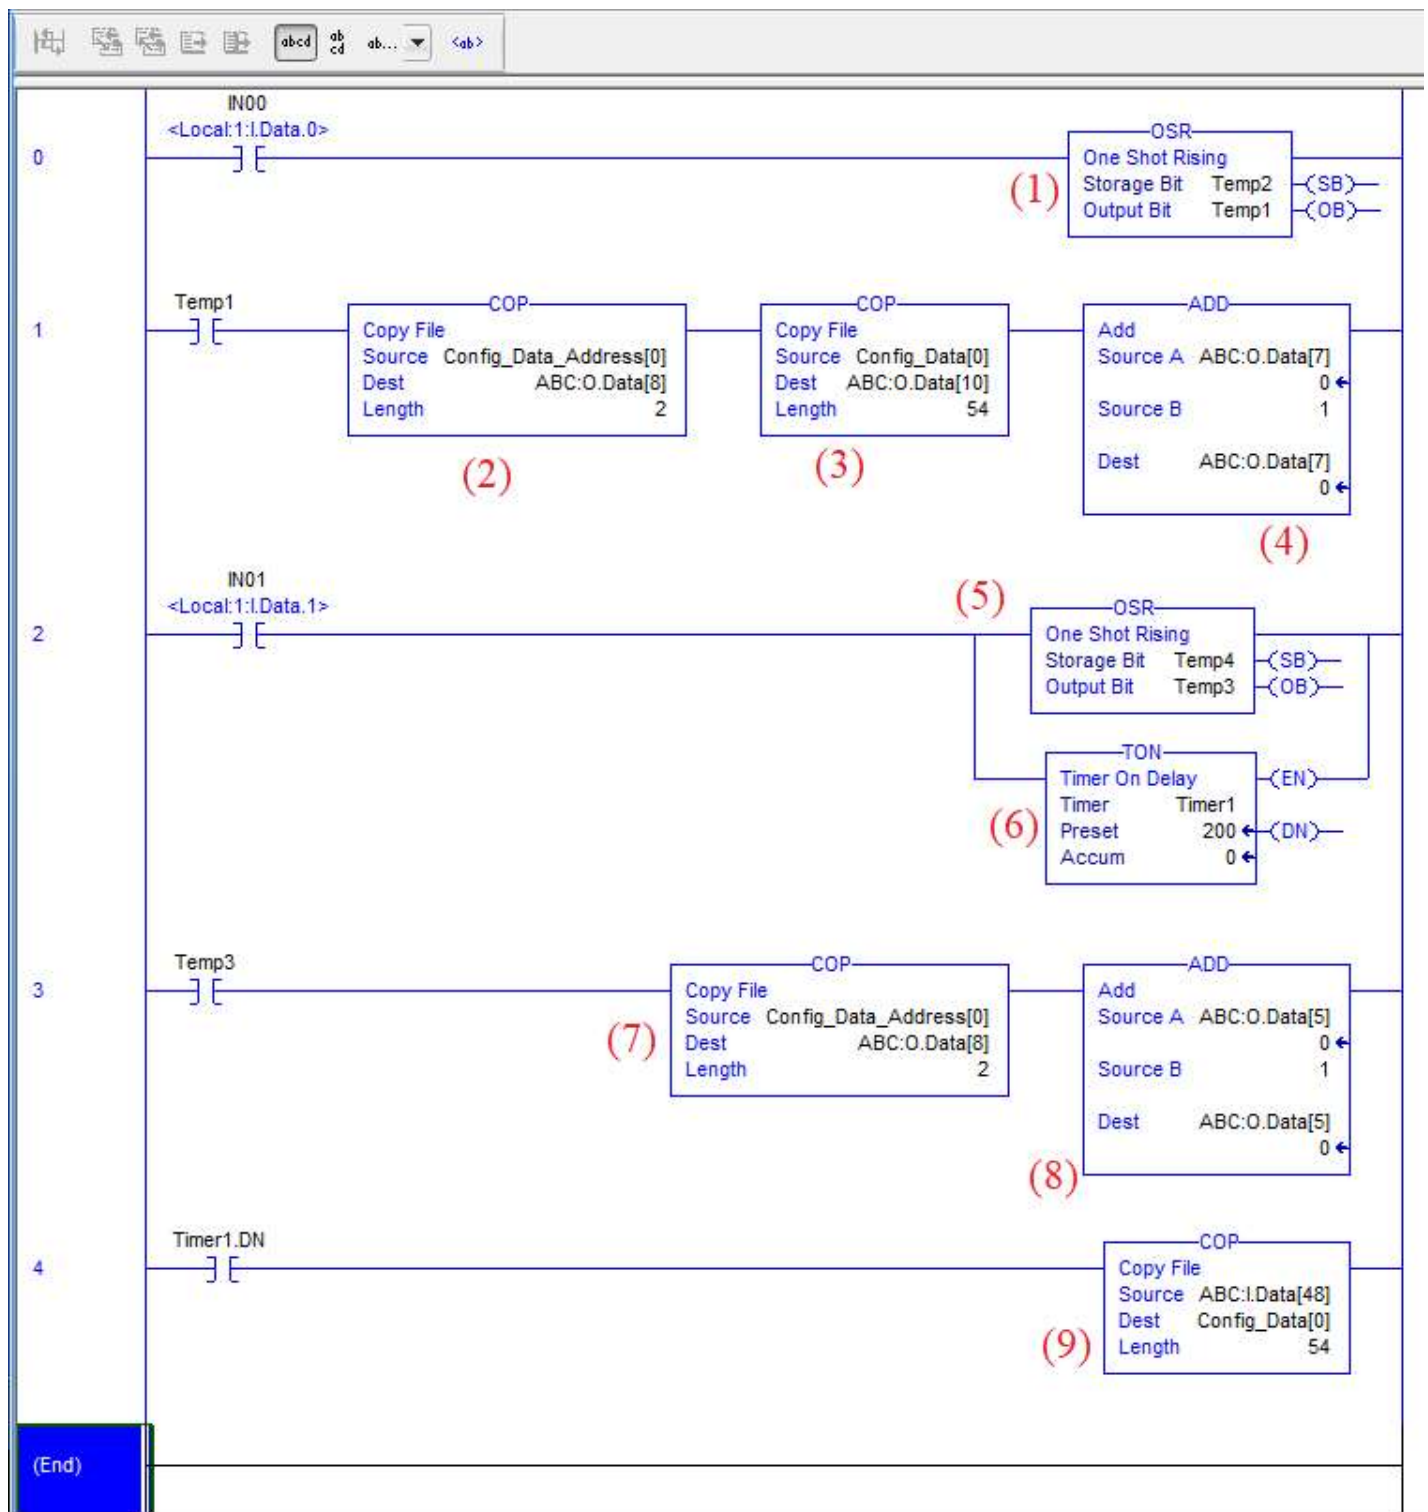 abcd
ab
cd
ab...
<ab>
IN00
<Local:1:I.Data.0>
0
OSR
One Shot Rising
Storage Bit Temp2 (SB)
Output Bit Temp1 (OB)
(1)
Temp1
1
COP
Copy File
Source Config_Data_Address[0]
Dest ABC:O.Data[8]
Length 2
(2)
COP
Copy File
Source Config_Data[0]
Dest ABC:O.Data[10]
Length 54
(3)
ADD
Add
Source A ABC:O.Data[7]
0
Source B 1
Dest ABC:O.Data[7]
0
(4)
IN01
<Local:1:I.Data.1>
2
(5)
OSR
One Shot Rising
Storage Bit Temp4 (SB)
Output Bit Temp3 (OB)
TON
Timer On Delay (EN)
Timer Timer1
Preset 200 (DN)
Accum 0
(6)
Temp3
3
COP
Copy File
Source Config_Data_Address[0]
Dest ABC:O.Data[8]
Length 2
(7)
ADD
Add
Source A ABC:O.Data[5]
0
Source B 1
Dest ABC:O.Data[5]
0
(8)
Timer1.DN
4
COP
Copy File
Source ABC:I.Data[48]
Dest Config_Data[0]
Length 54
(9)
(End)